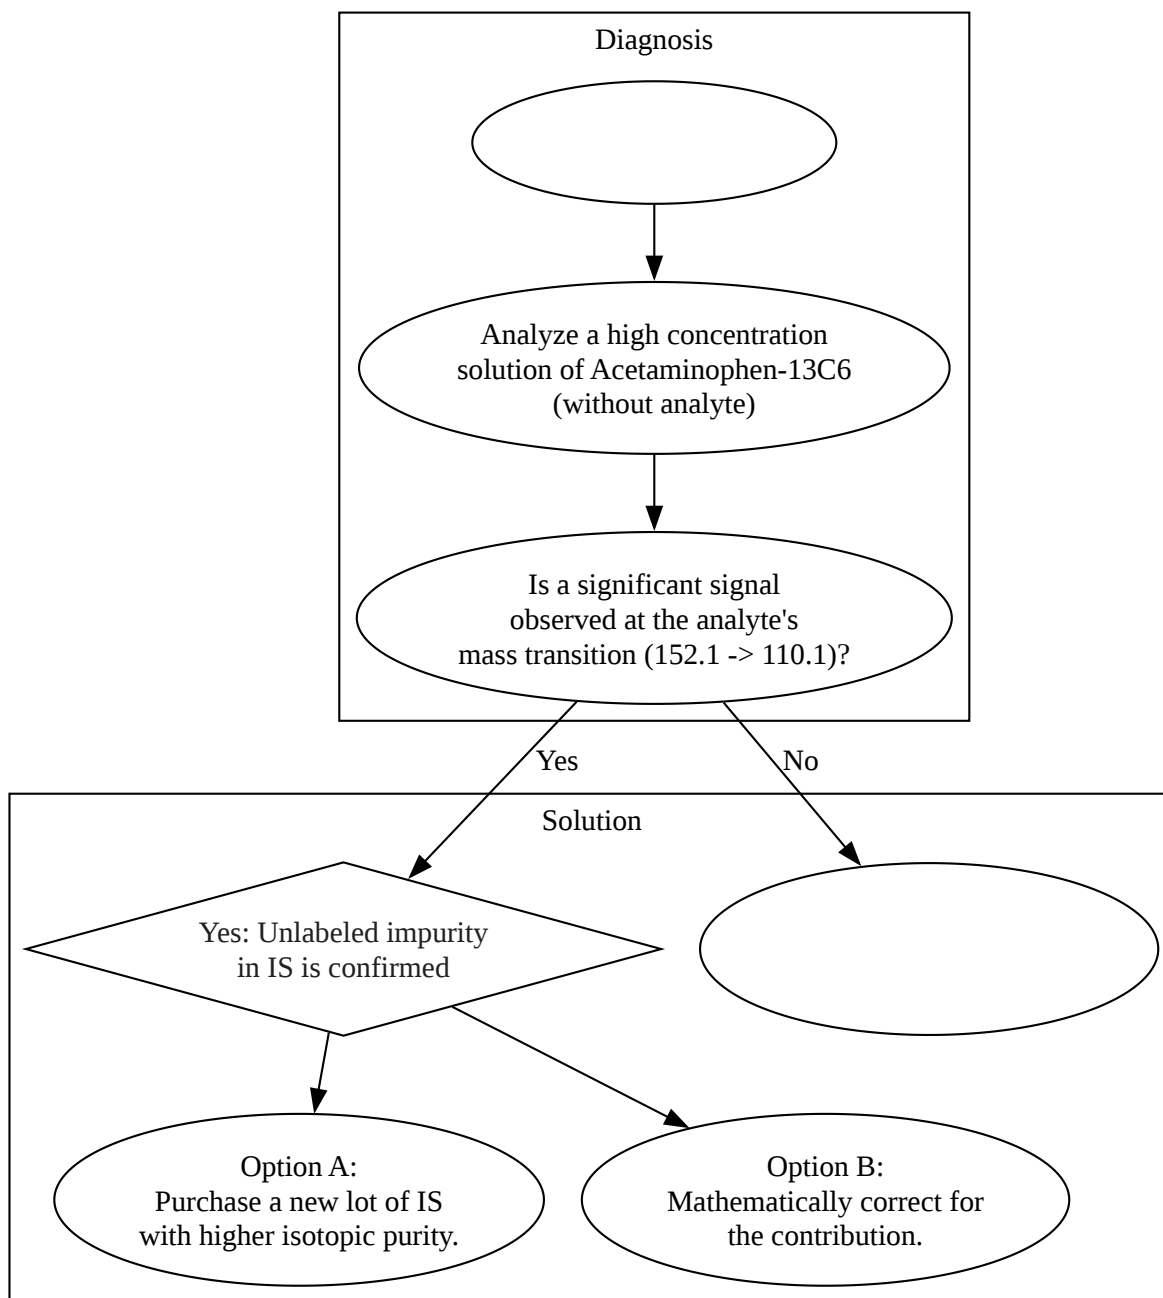 Diagnosis
Analyze a high concentration
solution of Acetaminophen-13C6
(without analyte)
Is a significant signal
observed at the analyte's
mass transition (152.1 -> 110.1)?
Yes
No
Solution
Yes: Unlabeled impurity
in IS is confirmed
Option A:
Purchase a new lot of IS
with higher isotopic purity.
Option B:
Mathematically correct for
the contribution.